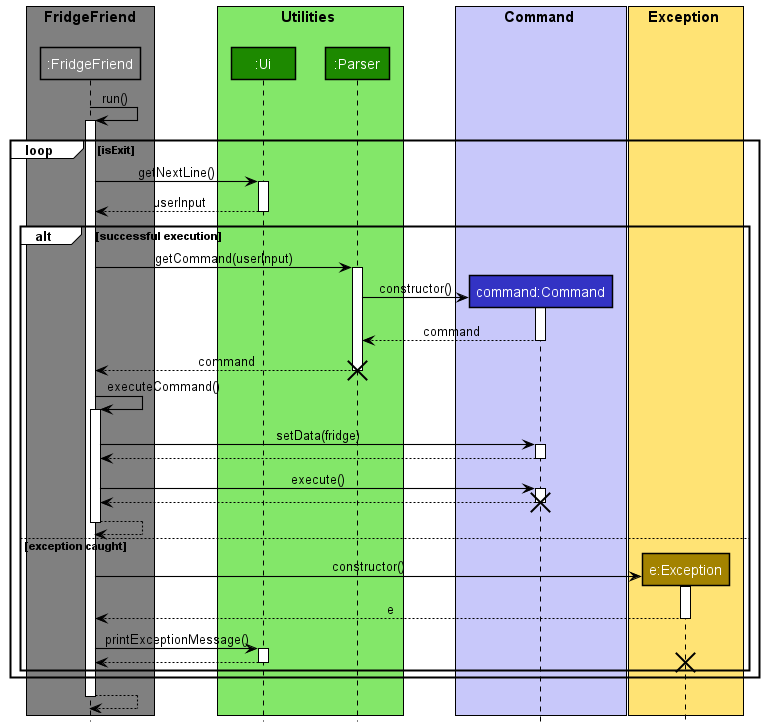 FridgeFriend Utilities Command Exception
:FridgeFriend :Ui :Parser
run()
loop [isExit]
getNextLine()
userInput
alt [successful execution]
getCommand(userInput)
constructor() command:Command
command
command
executeCommand()
setData(fridge)
execute()
[exception caught]
constructor() e:Exception
e
printExceptionMessage()